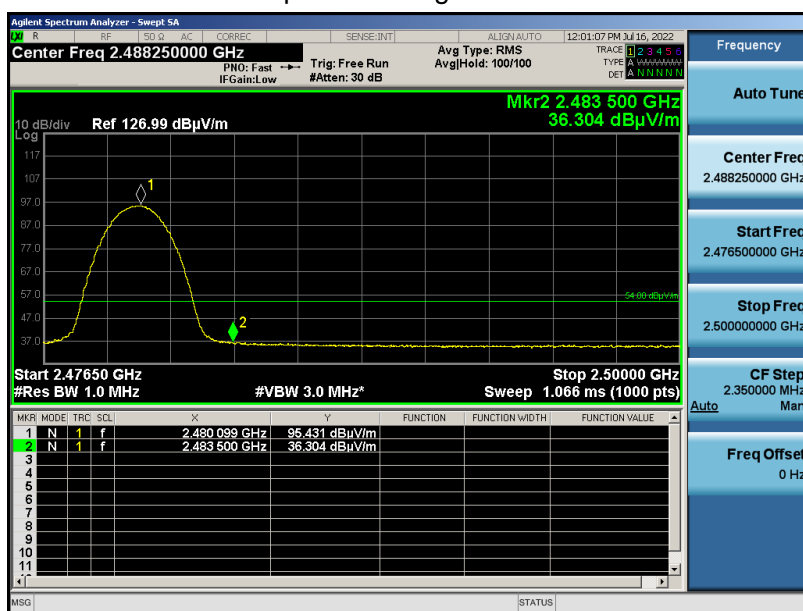 Agilent Spectrum Analyzer - Swept SA
LXI R RF 50 Ω AC CORREC SENSE:INT ALIGN AUTO 12:01:07 PM Jul 16, 2022
Center Freq 2.488250000 GHz
PNO: Fast
IFGain:Low
Trig: Free Run
#Atten: 30 dB
Avg Type: RMS
Avg|Hold: 100/100
TRACE 1 2 3 4 5 6
TYPE A WWWWW
DET A N N N N N
Mkr2 2.483 500 GHz
36.304 dBµV/m
10 dB/div Ref 126.99 dBµV/m
Log
117
107
97.0
87.0
77.0
67.0
57.0
47.0
37.0
1
2
54.00 dBµV/m
Start 2.47650 GHz Stop 2.50000 GHz
#Res BW 1.0 MHz #VBW 3.0 MHz* Sweep 1.066 ms (1000 pts)
MKR MODE TRC SCL X Y FUNCTION FUNCTION WIDTH FUNCTION VALUE
1 N 1 f 2.480 099 GHz 95.431 dBuV/m
2 N 1 f 2.483 500 GHz 36.304 dBuV/m
3
4
5
6
7
8
9
10
11
MSG STATUS
Frequency
Auto Tune
Center Freq
2.488250000 GHz
Start Freq
2.476500000 GHz
Stop Freq
2.500000000 GHz
CF Step
2.350000 MHz
Auto Man
Freq Offset
0 Hz